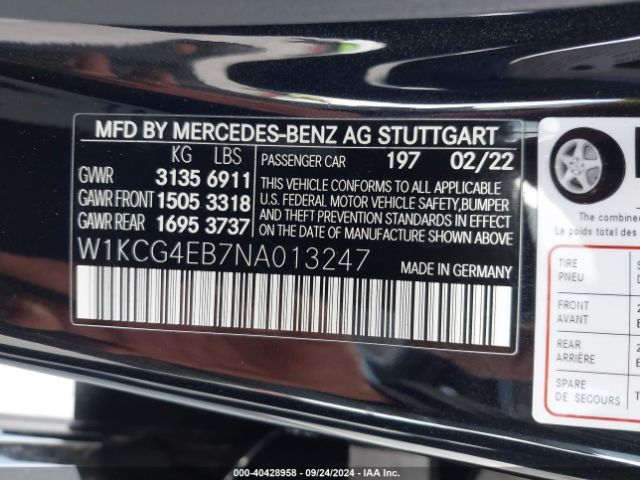 MFD BY MERCEDES-BENZ AG STUTTGART
KG LBS
GWR 3135 6911
GAWR FRONT 1505 3318
GAWR REAR 1695 3737
PASSENGER CAR 197 02/22
THIS VEHICLE CONFORMS TO ALL APPLICABLE
U.S. FEDERAL MOTOR VEHICLE SAFETY,BUMPER
AND THEFT PREVENTION STANDARDS IN EFFECT
ON THE DATE OF MANUFACTURE SHOWN ABOVE.
W1KCG4EB7NA013247 MADE IN GERMANY
The combined
Le poids total des
TIRE
PNEU
FRONT
AVANT
REAR
ARRIÈRE
SPARE
DE SECOURS
000-40428958 - 09/24/2024 - IAA Inc.